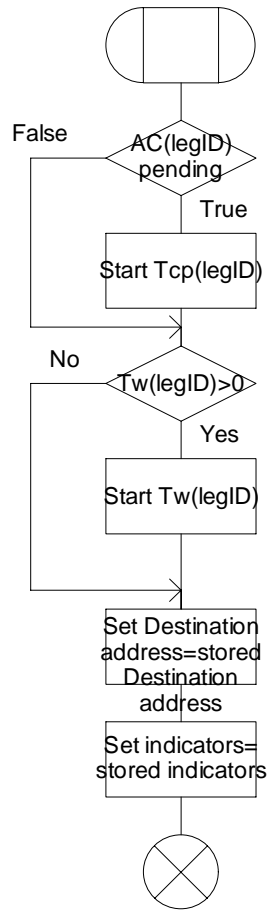 False
AC(legID)
pending
True
Start Tcp(legID)
No
Tw(legID)>0
Yes
Start Tw(legID)
Set Destination
address=stored
Destination
address
Set indicators=
stored indicators